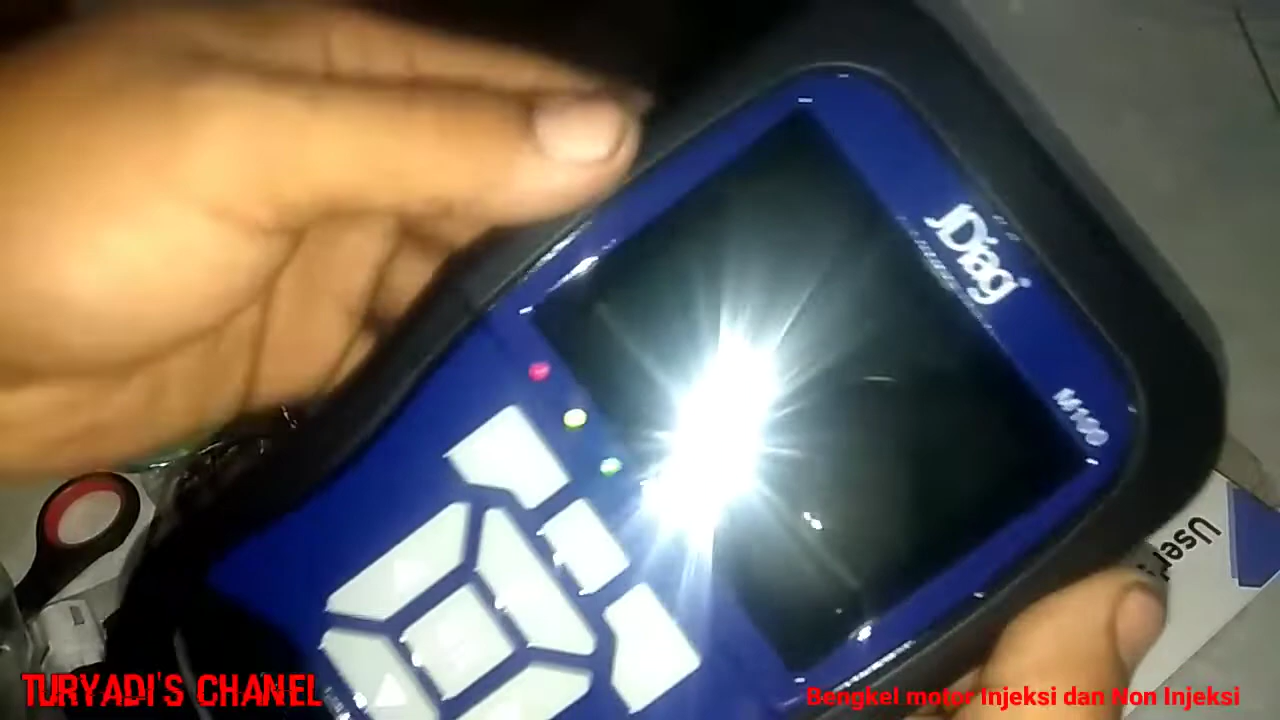 JDiag
M100
User
TURYADI'S CHANEL
Bengkel motor Injeksi dan Non Injeksi